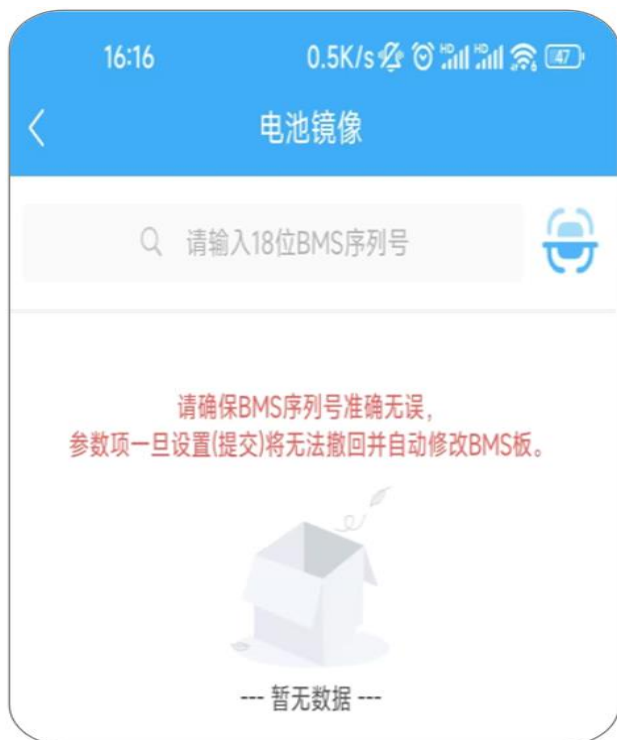 16:16
0.5K/s HD HD 47
电池镜像
请输入18位BMS序列号
请确保BMS序列号准确无误，
参数项一旦设置(提交)将无法撤回并自动修改BMS板。
--- 暂无数据 ---